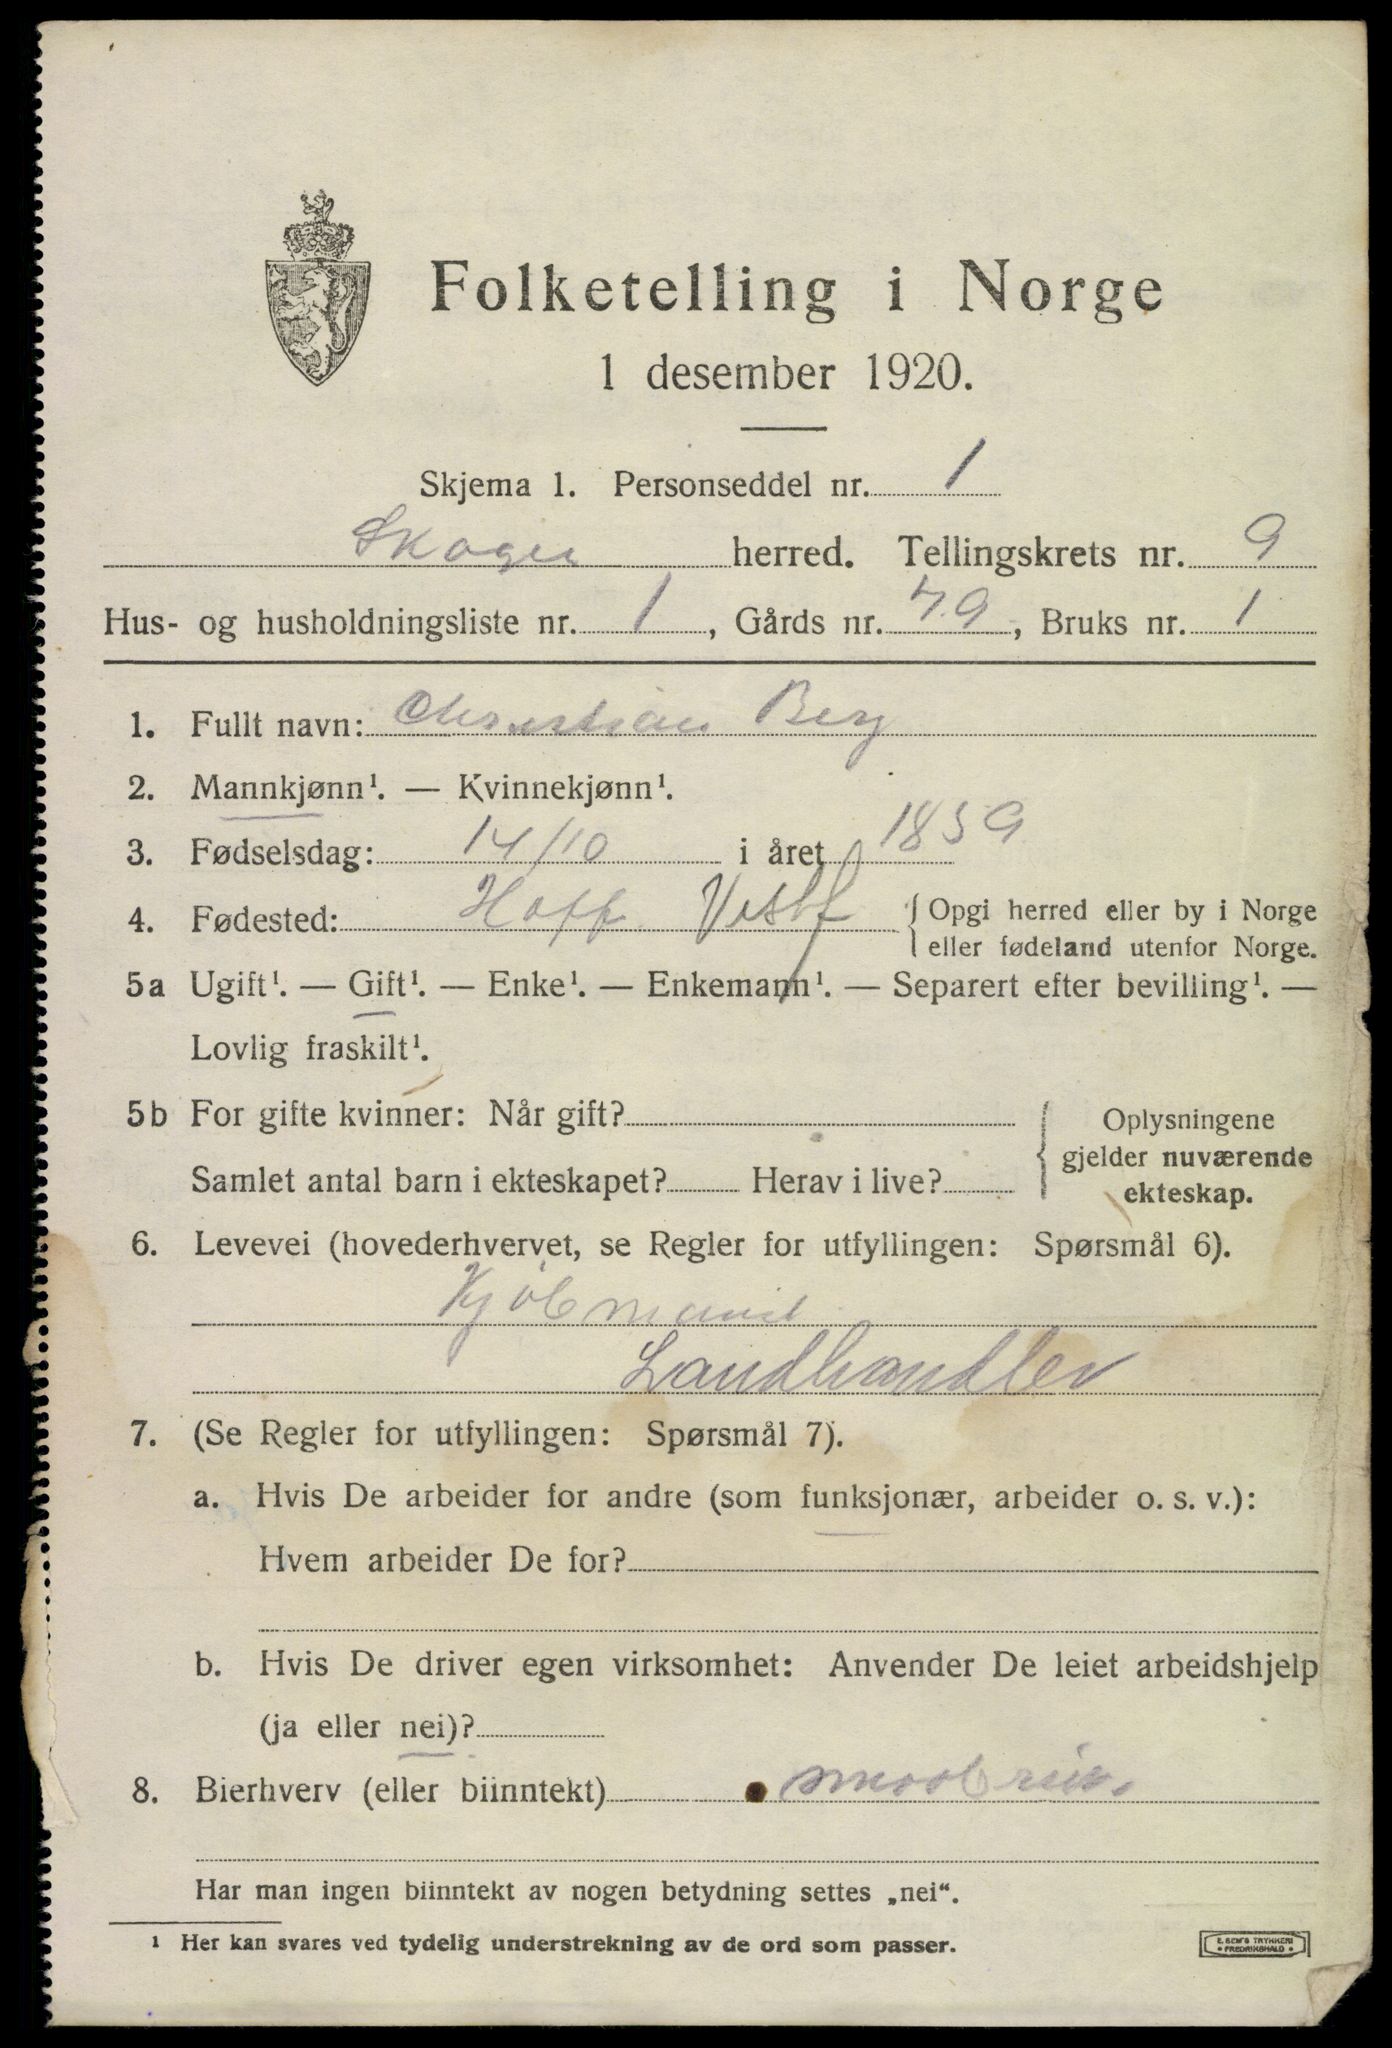 Folketelling i Norge
1 desember 1920.
Skjema 1. Personseddel nr. 1
Skoger herred. Tellingskrets nr. 9
Hus- og husholdningsliste nr. 1, Gårds nr. 79, Bruks nr. 1
1. Fullt navn: Christian Berg
2. Mannkjønn¹. — Kvinnekjønn¹.
3. Fødselsdag: 14/10 i året 1859
4. Fødested: Hoff Vestf { Opgi herred eller by i Norge
eller fødeland utenfor Norge.
5a Ugift¹. — Gift¹. — Enke¹. — Enkemann¹. — Separert efter bevilling¹. —
Lovlig fraskilt¹.
5b For gifte kvinner: Når gift?
Samlet antal barn i ekteskapet? Herav i live?
Oplysningene
gjelder nuværende
ekteskap.
6. Levevei (hovederhvervet, se Regler for utfyllingen: Spørsmål 6).
Kjöbmand
Landhandler
7. (Se Regler for utfyllingen: Spørsmål 7).
a. Hvis De arbeider for andre (som funksjonær, arbeider o. s. v.):
Hvem arbeider De for?
b. Hvis De driver egen virksomhet: Anvender De leiet arbeidshjelp
(ja eller nei)?
8. Bierhverv (eller biinntekt)
Har man ingen biinntekt av nogen betydning settes „nei“.
¹ Her kan svares ved tydelig understrekning av de ord som passer.
E. SEM'S TRYKKERI
• FREDRIKSHALD •